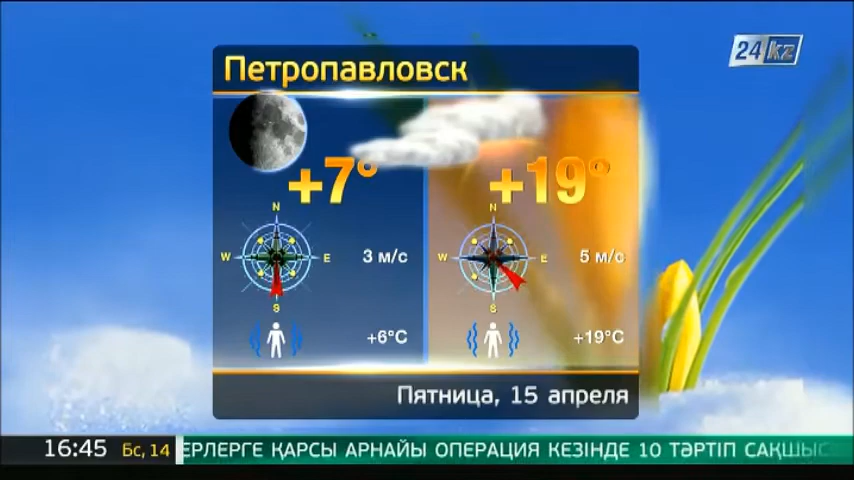 Петропавловск
24kz
+7° +19°
N N
W E 3 м/с W E 5 м/с
S S
+6°C +19°C
Пятница, 15 апреля
16:45 Бс, 14 ЕРЛЕРГЕ ҚАРСЫ АРНАЙЫ ОПЕРАЦИЯ КЕЗІНДЕ 10 ТӘРТІП САҚШЫС